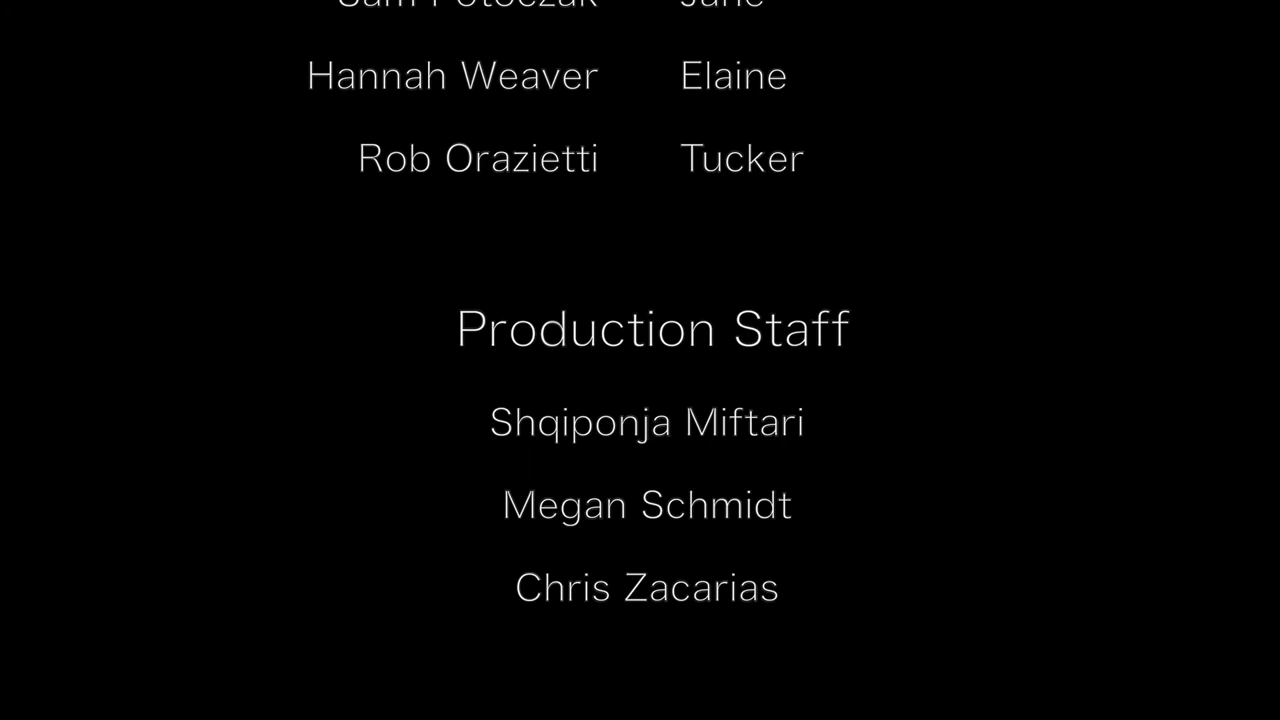 Hannah Weaver Elaine
Rob Orazietti Tucker
Production Staff
Shqiponja Miftari
Megan Schmidt
Chris Zacarias